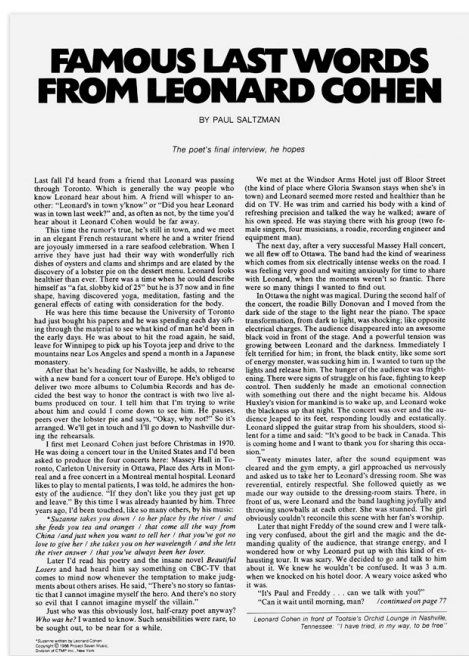 FAMOUS LAST WORDS
FROM LEONARD COHEN
BY PAUL SALTZMAN
The poet's final interview, he hopes
Last fall I'd heard from a friend that Leonard was passing
through Toronto. Which is generally the way people who
know Leonard hear about him. A friend will whisper to an-
other: "Leonard's in town y'know" or "Did you hear Leonard
was in town last week?" and, as often as not, by the time you'd
hear about it Leonard Cohen would be far away.
This time the rumor's true, he's still in town, and we meet
in an elegant French restaurant where he and a writer friend
are joyously immersed in a rare seafood celebration. When I
arrive they have just had their way with wonderfully rich
dishes of oysters and clams and shrimps and are elated by the
discovery of a lobster pie on the dessert menu. Leonard looks
healthier than ever. There was a time when he could describe
himself as "a fat, slobby kid of 25" but he is 37 now and in fine
shape, having discovered yoga, meditation, fasting and the
general effects of eating with consideration for the body.
He was here this time because the University of Toronto
had just bought his papers and he was spending each day sift-
ing through the material to see what kind of man he'd been in
the early days. He was about to hit the road again, he said,
leave for Winnipeg to pick up his Toyota jeep and drive to the
mountains near Los Angeles and spend a month in a Japanese
monastery.
After that he's heading for Nashville, he adds, to rehearse
with a new band for a concert tour of Europe. He's obliged to
deliver two more albums to Columbia Records and has de-
cided the best way to honor the contract is with two live al-
bums produced on tour. I tell him that I'm trying to write
about him and could I come down to see him. He pauses,
peers over the lobster pie and says, "Okay, why not?" So it's
arranged. We'll get in touch and I'll go down to Nashville dur-
ing the rehearsals.
I first met Leonard just before Christmas in 1970.
He was doing a concert tour in the United States and I'd been
asked to produce the four concerts here: Massey Hall in To-
ronto, Carleton University in Ottawa, Place des Arts in Mont-
real and a free concert in a Montreal mental hospital. Leonard
likes to play to mental patients, I was told, he admires the hon-
esty of the audience. "If they don't like you they just get up
and leave." By this time I was already haunted by him. Three
years ago, I'd been touched, like so many others, by his music:
*Suzanne takes you down / to her place by the river / and
she feeds you tea and oranges / that come all the way from
China /and just when you want to tell her / that you've got no
love to give her / she takes you on her wavelength / and she lets
the river answer / that you've always been her lover.
Later I'd read his poetry and the insane novel Beautiful
Losers and had heard him say something on CBC-TV that
comes to mind now whenever the temptation to make judg-
ments about others arises. He said, "There's no story so fantas-
tic that I cannot imagine myself the hero. And there's no story
so evil that I cannot imagine myself the villain."
Just who was this obviously lost, half-crazy poet anyway?
Who was he? I wanted to know. Such sensibilities were rare, to
be sought out, to be near for a while.
*Suzanne written by Leonard Cohen
Copyright © 1966 Project Seven Music,
Division of CTMP Inc., New York
We met at the Windsor Arms Hotel just off Bloor Street
(the kind of place where Gloria Swanson stays when she's in
town) and Leonard seemed more rested and healthier than he
did on TV. He was trim and carried his body with a kind of
refreshing precision and talked the way he walked; aware of
his own speed. He was staying there with his group (two fe-
male singers, four musicians, a roadie, recording engineer and
equipment man).
The next day, after a very successful Massey Hall concert,
we all flew off to Ottawa. The band had the kind of weariness
which comes from six electrically intense weeks on the road. I
was feeling very good and waiting anxiously for time to share
with Leonard, when the moments weren't so frantic. There
were so many things I wanted to find out.
In Ottawa the night was magical. During the second half of
the concert, the roadie Billy Donovan and I moved from the
dark side of the stage to the light near the piano. The space
transformation, from dark to light, was shocking; like opposite
electrical charges. The audience disappeared into an awesome
black void in front of the stage. And a powerful tension was
growing between Leonard and the darkness. Immediately I
felt terrified for him; in front, the black entity, like some sort
of energy monster, was sucking him in. I wanted to turn up the
lights and release him. The hunger of the audience was fright-
ening. There were signs of struggle on his face, fighting to keep
control. Then suddenly he made an emotional connection
with something out there and the night became his. Aldous
Huxley's vision for mankind is to wake up, and Leonard woke
the blackness up that night. The concert was over and the au-
dience leaped to its feet, responding loudly and ecstatically.
Leonard slipped the guitar strap from his shoulders, stood si-
lent for a time and said: "It's good to be back in Canada. This
is coming home and I want to thank you for sharing this occa-
sion."
Twenty minutes later, after the sound equipment was
cleared and the gym empty, a girl approached us nervously
and asked us to take her to Leonard's dressing room. She was
reverential, entirely respectful. She followed quietly as we
made our way outside to the dressing-room stairs. There, in
front of us, were Leonard and the band laughing joyfully and
throwing snowballs at each other. She was stunned. The girl
obviously couldn't reconcile this scene with her fan's worship.
Later that night Freddy of the sound crew and I were talk-
ing very confused, about the girl and the magic and the de-
manding quality of the audience, that strange energy, and I
wondered how or why Leonard put up with this kind of ex-
hausting tour. It was scary. We decided to go and talk to him
about it. We knew he wouldn't be confused. It was 3 a.m.
when we knocked on his hotel door. A weary voice asked who
it was.
"It's Paul and Freddy . . . can we talk with you?"
"Can it wait until morning, man? /continued on page 77
Leonard Cohen in front of Tootsie's Orchid Lounge in Nashville,
Tennessee: "I have tried, in my way, to be free"